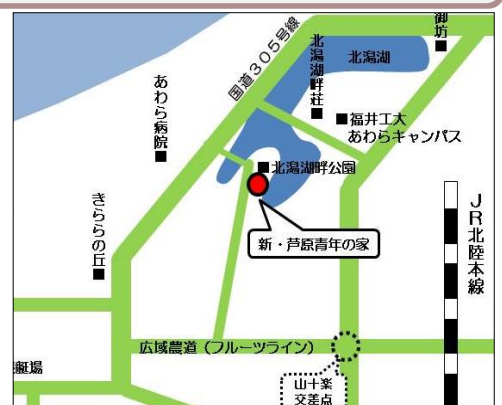 御坊
国道305号線
北潟湖畔荘
北潟湖
あわら病院
福井工大
あわらキャンパス
北潟湖畔公園
きららの丘
新・芦原青年の家
JR北陸本線
広域農道(フルーツライン)
艇場
山十楽
交差点